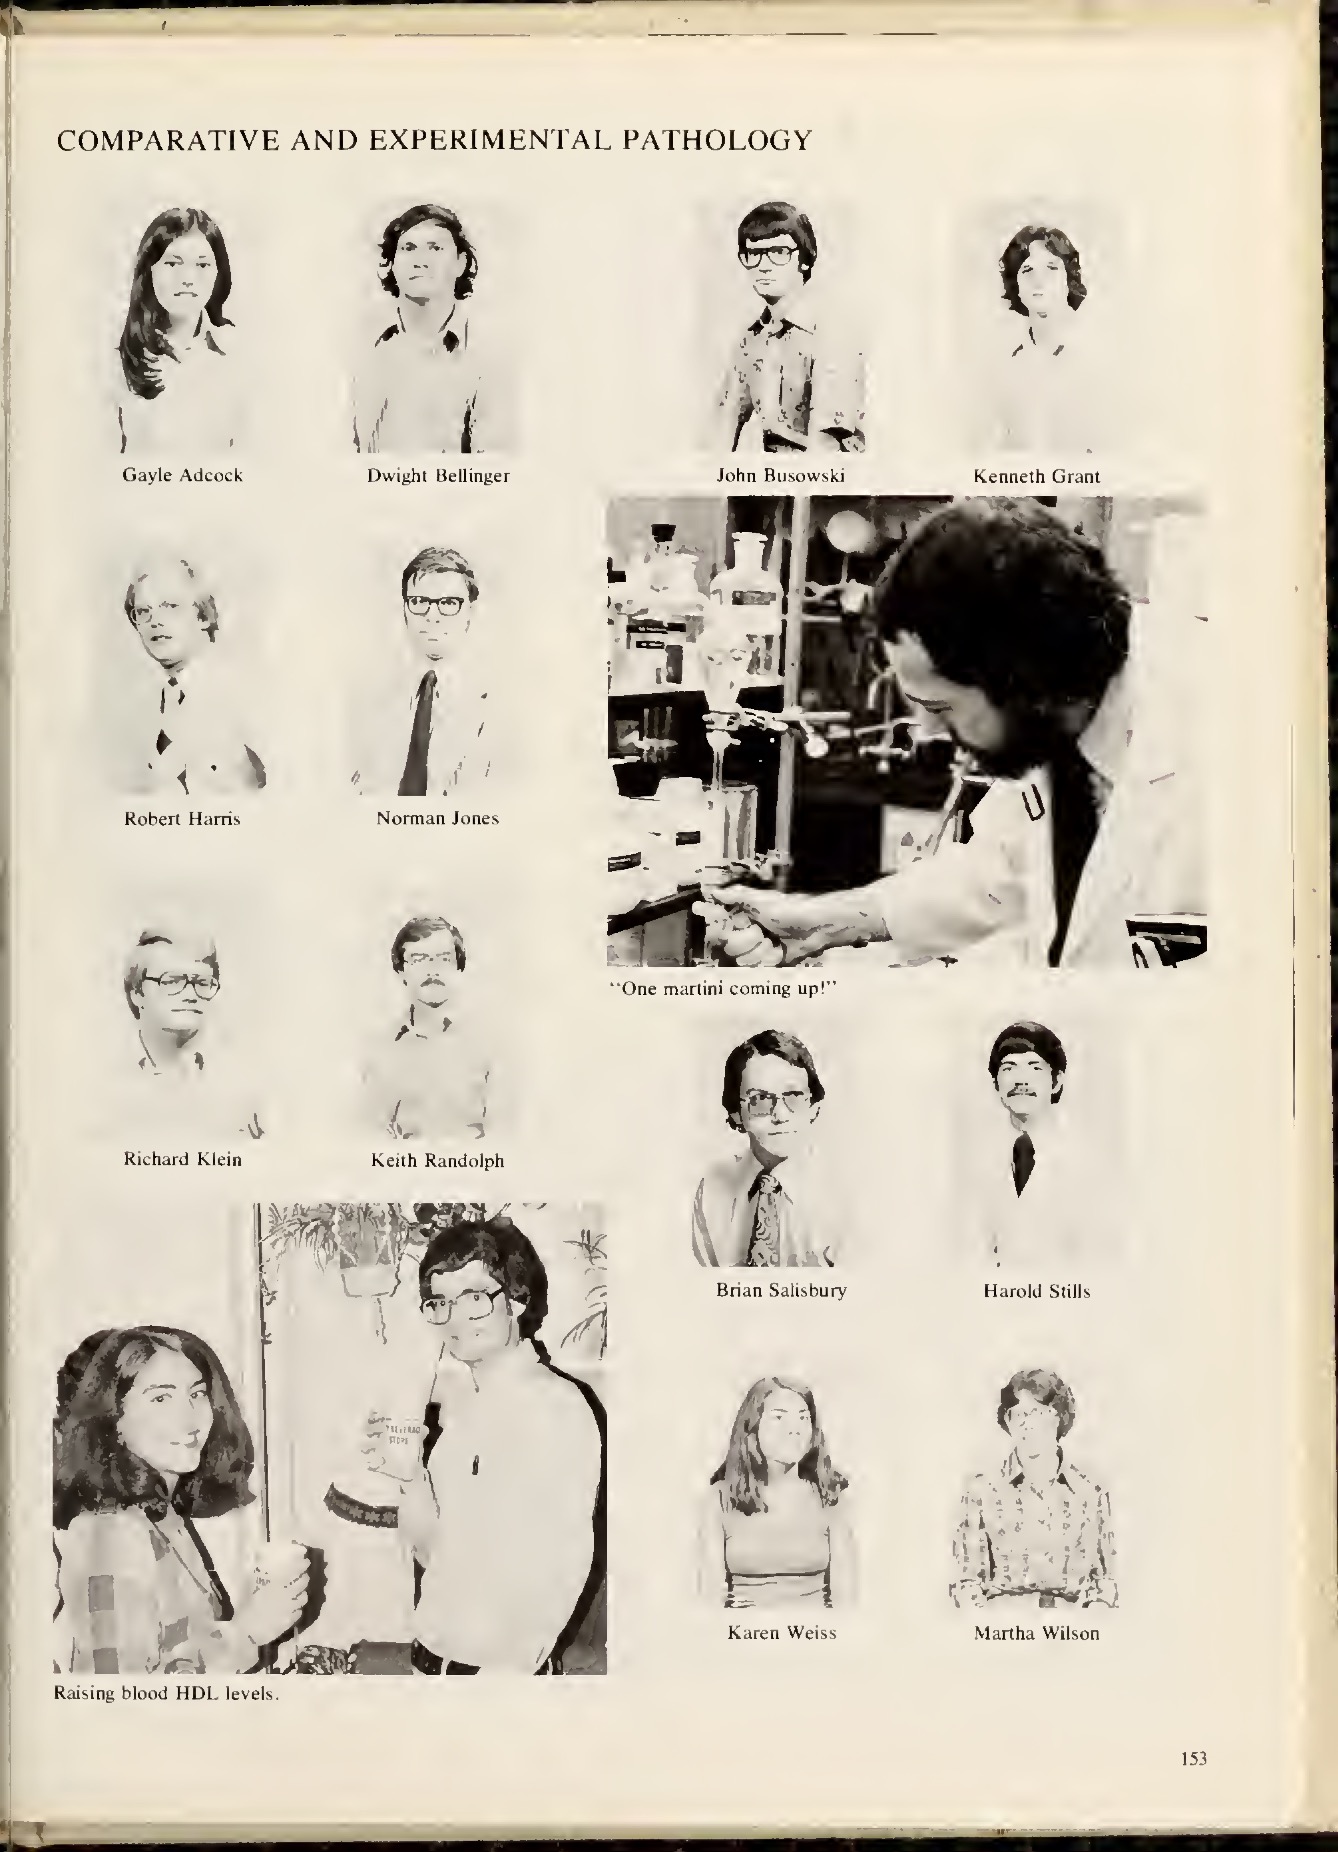 COMPARATIVE AND EXPERIMENTAL PATHOLOGY
Gayle Adcock
Dwight Bellinger
John Busowski
Kenneth Grant
Robert Harris
Norman Jones
"One martini coming up!"
Richard Klein
Keith Randolph
Brian Salisbury
Harold Stills
STORE
Karen Weiss
Martha Wilson
Raising blood HDL levels.
153